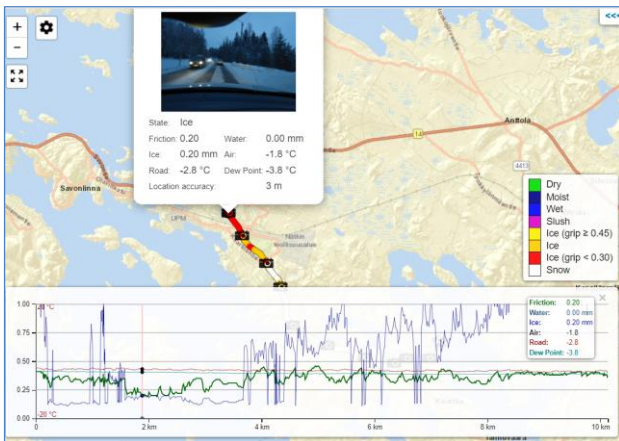 +
−
<<<
State: Ice
Friction: 0.20 Water: 0.00 mm
Ice: 0.20 mm Air: -1.8 °C
Road: -2.8 °C Dew Point: -3.8 °C
Location accuracy: 3 m
Anttola
14
4413
Savonlinna
UPM
Dry
Moist
Wet
Slush
Ice (grip ≥ 0.45)
Ice
Ice (grip < 0.30)
Snow
1.00
0.75
0.50
0.25
0.00
-20 °C
0
2 km
4 km
6 km
8 km
10 km
Friction: 0.20
Water: 0.00 mm
Ice: 0.20 mm
Air: -1.8
Road: -2.8
Dew Point: -3.8